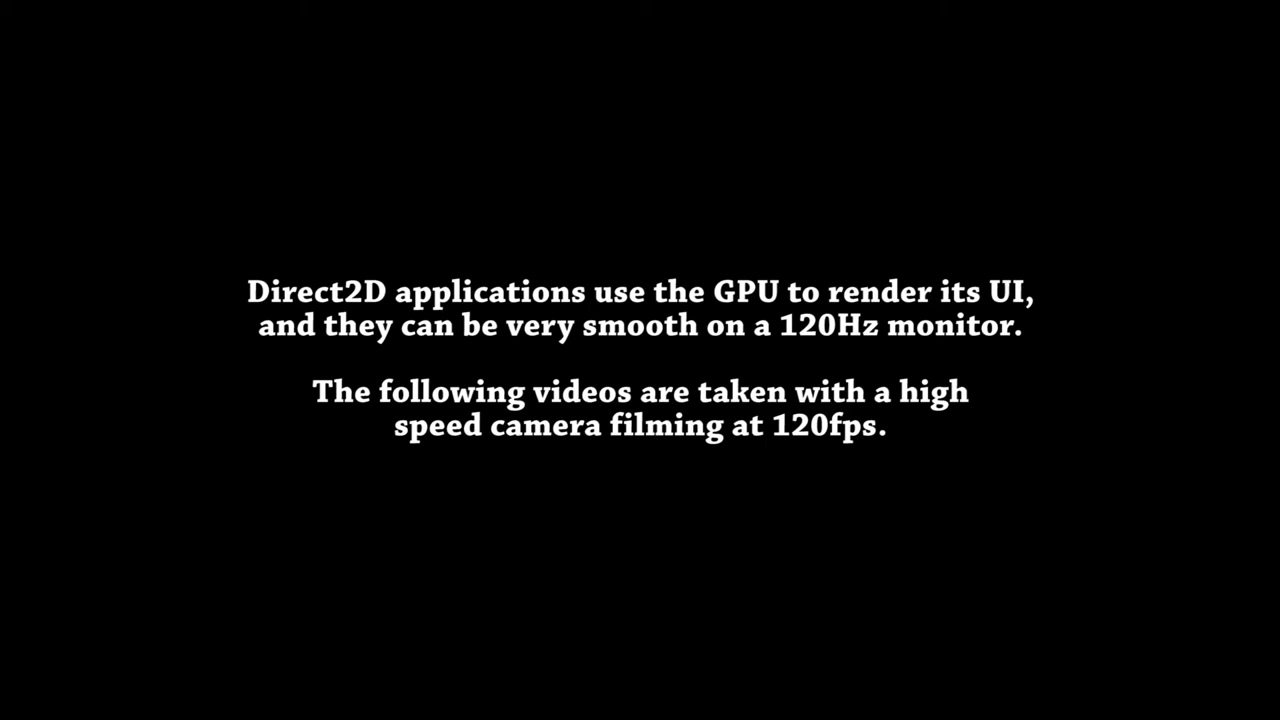 Direct2D applications use the GPU to render its UI,
and they can be very smooth on a 120Hz monitor.
The following videos are taken with a high
speed camera filming at 120fps.